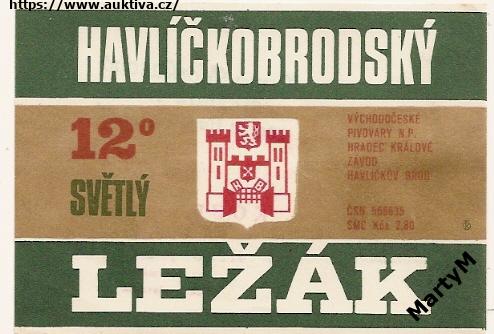 https://www.auktiva.cz/
HAVLÍČKOBRODSKÝ
12°
SVĚTLÝ
H B
VÝCHODOČESKÉ
PIVOVARY N.P.
HRADEC KRÁLOVÉ
ZÁVOD
HAVLÍČKŮV BROD
ČSN 566635
SMC Kčs 2,80
LEŽÁK
MartyM